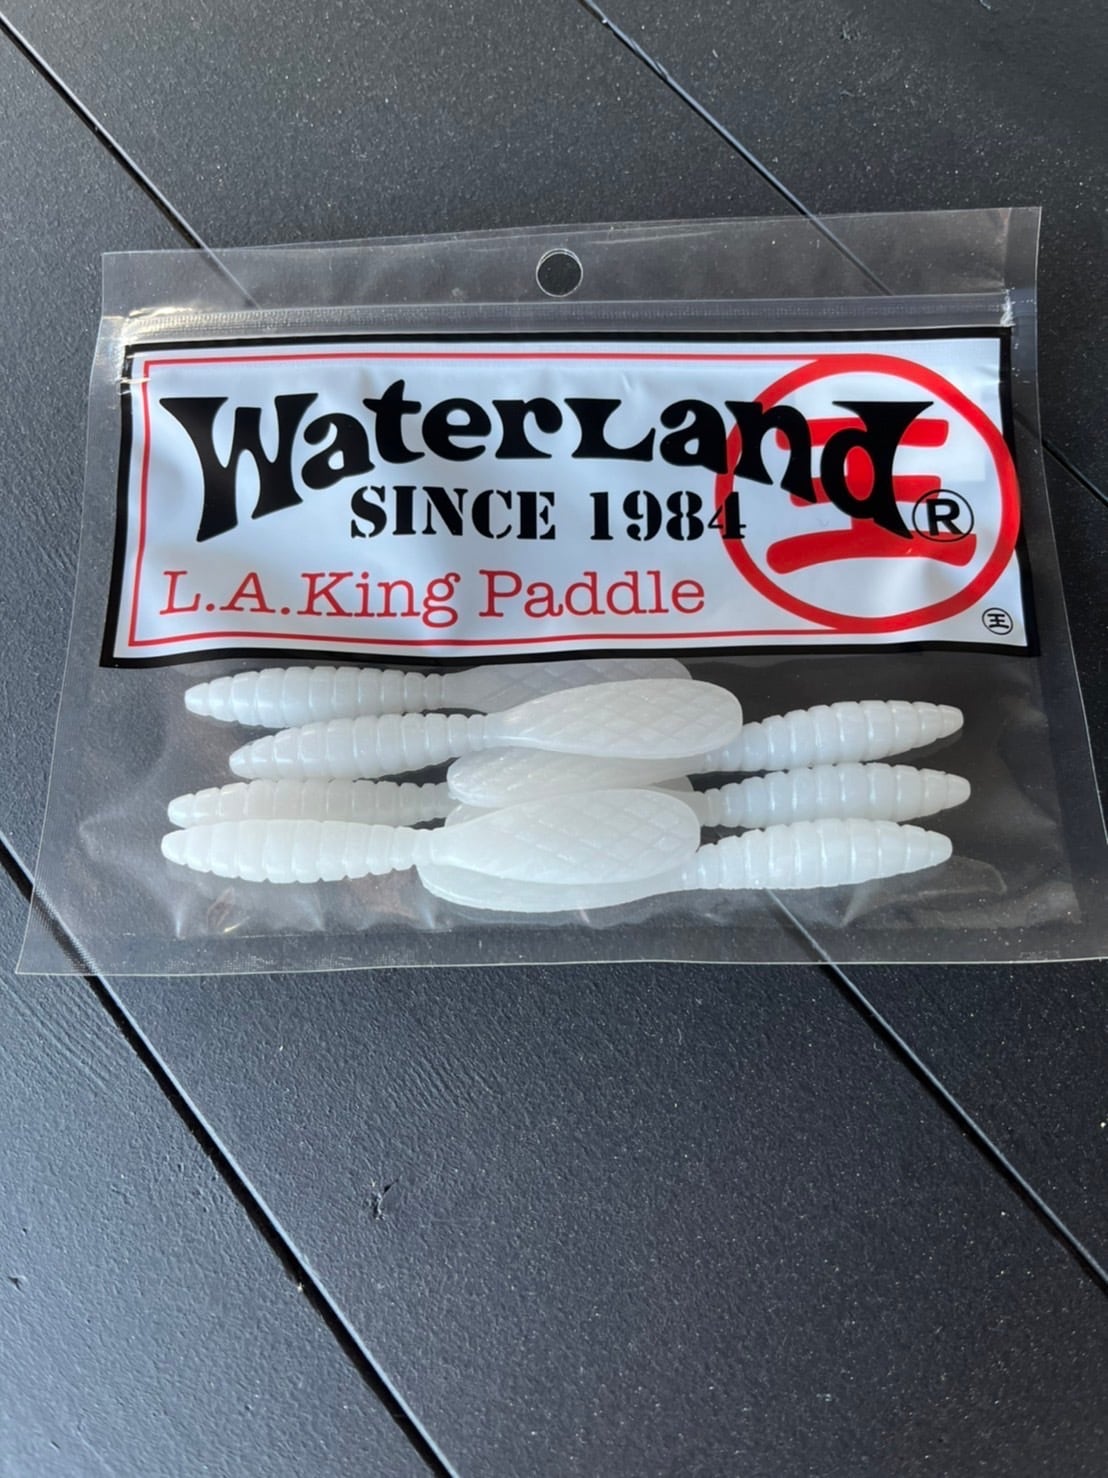 WaterLand
王
®
SINCE 1984
L.A.King Paddle
王